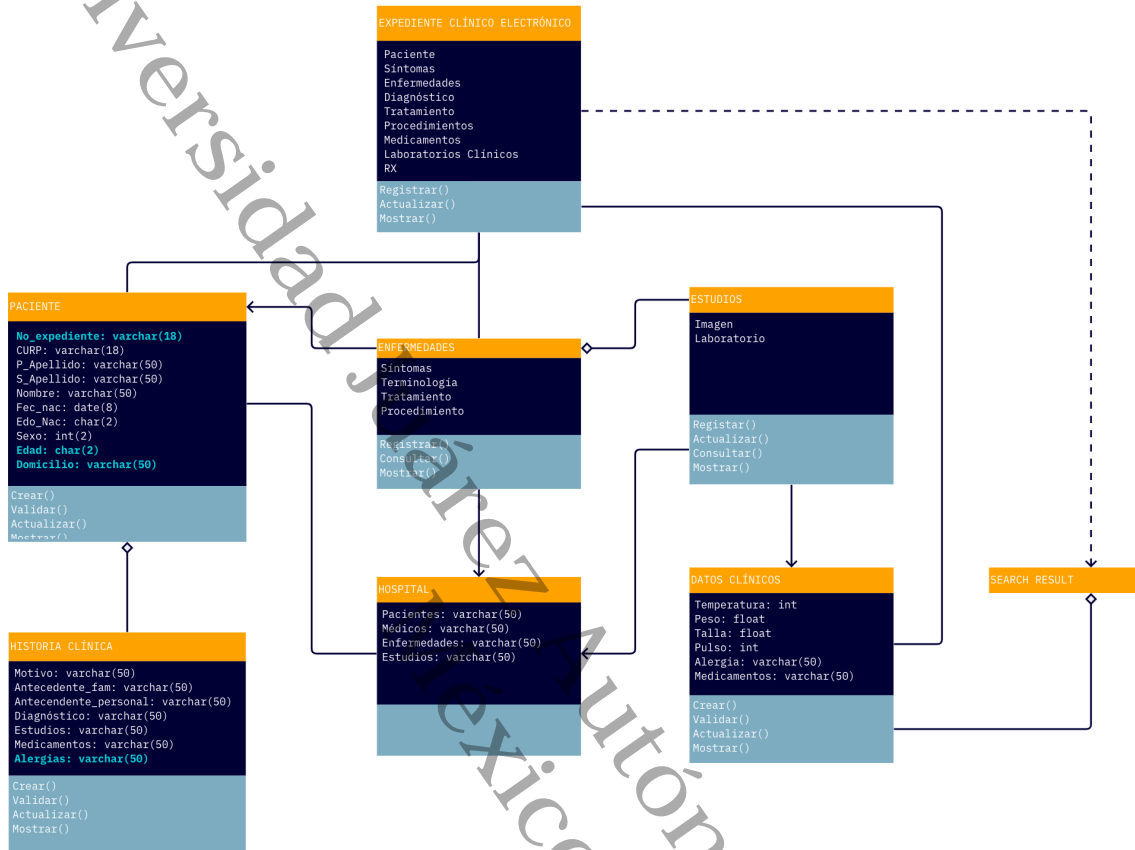 EXPEDIENTE CLÍNICO ELECTRÓNICO
Paciente
Síntomas
Enfermedades
Diagnóstico
Tratamiento
Procedimientos
Medicamentos
Laboratorios Clínicos
RX
Registrar()
Actualizar()
Mostrar()
PACIENTE
No_expediente: varchar(18)
CURP: varchar(18)
P_Apellido: varchar(50)
S_Apellido: varchar(50)
Nombre: varchar(50)
Fec_nac: date(8)
Edo_Nac: char(2)
Sexo: int(2)
Edad: char(2)
Domicilio: varchar(50)
Crear()
Validar()
Actualizar()
Mostrar()
ENFERMEDADES
Síntomas
Terminología
Tratamiento
Procedimiento
Registrar()
Consultar()
Mostrar()
ESTUDIOS
Imagen
Laboratorio
Registar()
Actualizar()
Consultar()
Mostrar()
HISTORIA CLÍNICA
Motivo: varchar(50)
Antecedente_fam: varchar(50)
Antecendente_personal: varchar(50)
Diagnóstico: varchar(50)
Estudios: varchar(50)
Medicamentos: varchar(50)
Alergias: varchar(50)
Crear()
Validar()
Actualizar()
Mostrar()
HOSPITAL
Pacientes: varchar(50)
Médicos: varchar(50)
Enfermedades: varchar(50)
Estudios: varchar(50)
DATOS CLÍNICOS
Temperatura: int
Peso: float
Talla: float
Pulso: int
Alergia: varchar(50)
Medicamentos: varchar(50)
Crear()
Validar()
Actualizar()
Mostrar()
SEARCH RESULT
versidad Juárez Autón
México